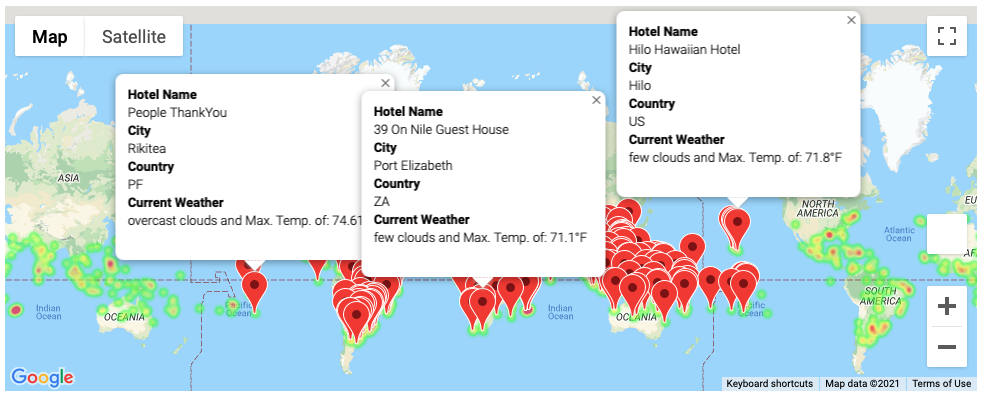 Map
Satellite
Hotel Name
People ThankYou
City
Rikitea
Country
PF
Current Weather
overcast clouds and Max. Temp. of: 74.61
Hotel Name
39 On Nile Guest House
City
Port Elizabeth
Country
ZA
Current Weather
few clouds and Max. Temp. of: 71.1°F
Hotel Name
Hilo Hawaiian Hotel
City
Hilo
Country
US
Current Weather
few clouds and Max. Temp. of: 71.8°F
ASIA
NORTH
AMERICA
Atlantic
Ocean
EU
AF
Indian
Ocean
OCEANIA
Pacific
Ocean
Indian
Ocean
OCEANIA
SOUTH
AMERICA
Google
Keyboard shortcuts
Map data ©2021
Terms of Use